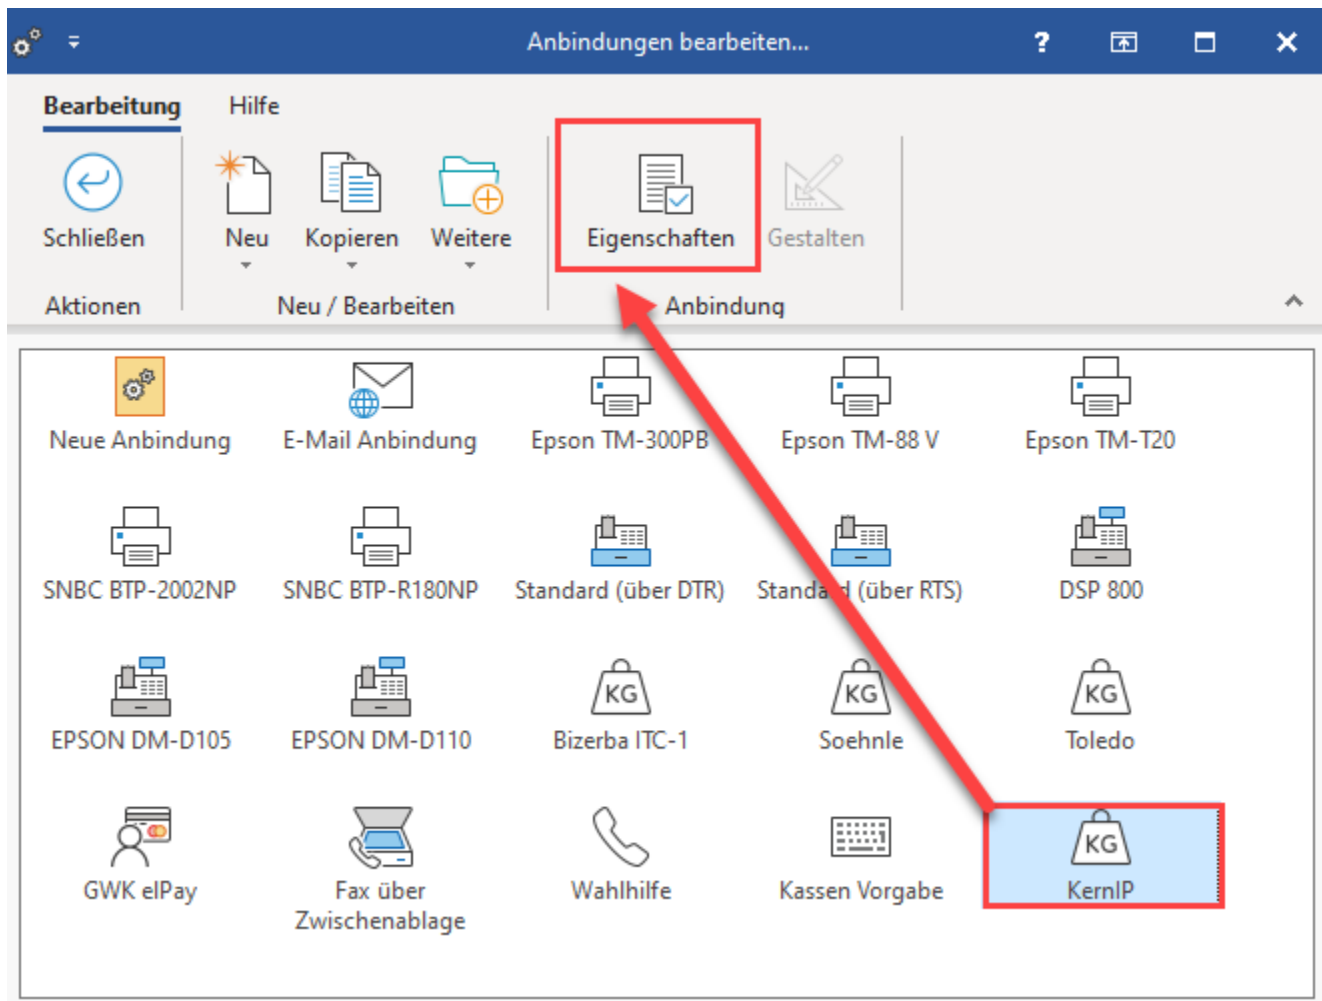 Anbindungen bearbeiten...
?
Bearbeitung Hilfe
Schließen Neu Kopieren Weitere Eigenschaften Gestalten
Aktionen Neu / Bearbeiten Anbindung
Neue Anbindung E-Mail Anbindung Epson TM-300PB Epson TM-88 V Epson TM-T20
SNBC BTP-2002NP SNBC BTP-R180NP Standard (über DTR) Standard (über RTS) DSP 800
KG KG KG
EPSON DM-D105 EPSON DM-D110 Bizerba ITC-1 Soehnle Toledo
KG
GWK elPay Fax über Wahlhilfe Kassen Vorgabe KernIP
Zwischenablage